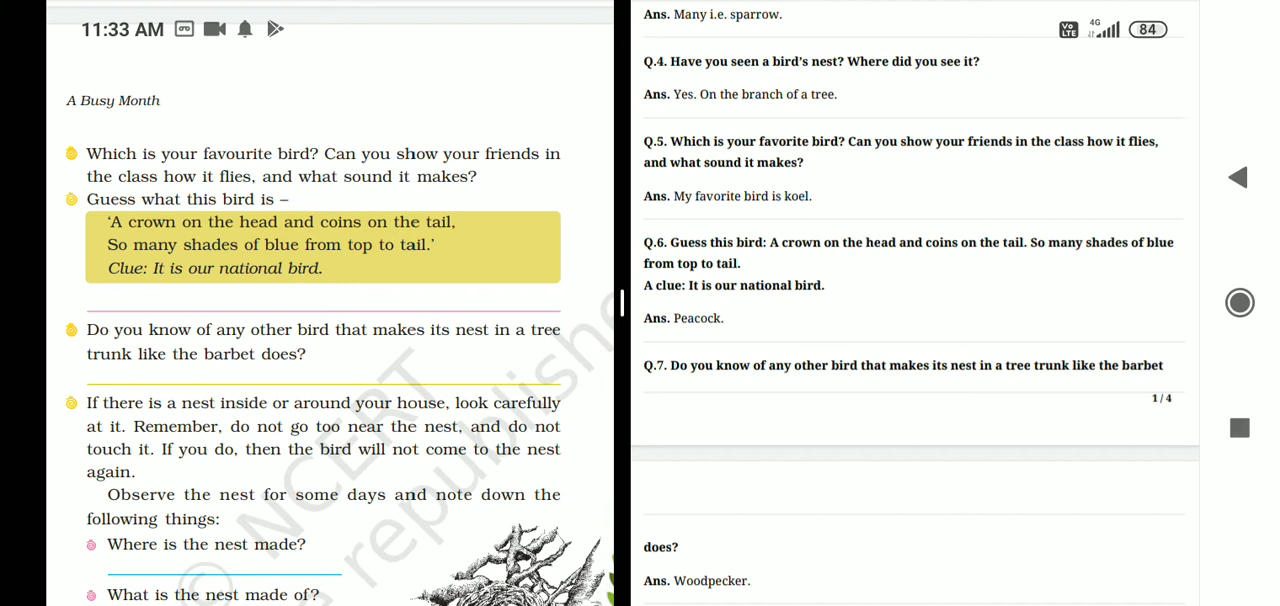 11:33 AM
A Busy Month
Which is your favourite bird? Can you show your friends in
the class how it flies, and what sound it makes?
Guess what this bird is –
‘A crown on the head and coins on the tail,
So many shades of blue from top to tail.’
Clue: It is our national bird.
Do you know of any other bird that makes its nest in a tree
trunk like the barbet does?
If there is a nest inside or around your house, look carefully
at it. Remember, do not go too near the nest, and do not
touch it. If you do, then the bird will not come to the nest
again.
Observe the nest for some days and note down the
following things:
Where is the nest made?
What is the nest made of?
© NCERT
republishe
Ans. Many i.e. sparrow.
Vo LTE 4G 84
Q.4. Have you seen a bird’s nest? Where did you see it?
Ans. Yes. On the branch of a tree.
Q.5. Which is your favorite bird? Can you show your friends in the class how it flies,
and what sound it makes?
Ans. My favorite bird is koel.
Q.6. Guess this bird: A crown on the head and coins on the tail. So many shades of blue
from top to tail.
A clue: It is our national bird.
Ans. Peacock.
Q.7. Do you know of any other bird that makes its nest in a tree trunk like the barbet
1 / 4
does?
Ans. Woodpecker.